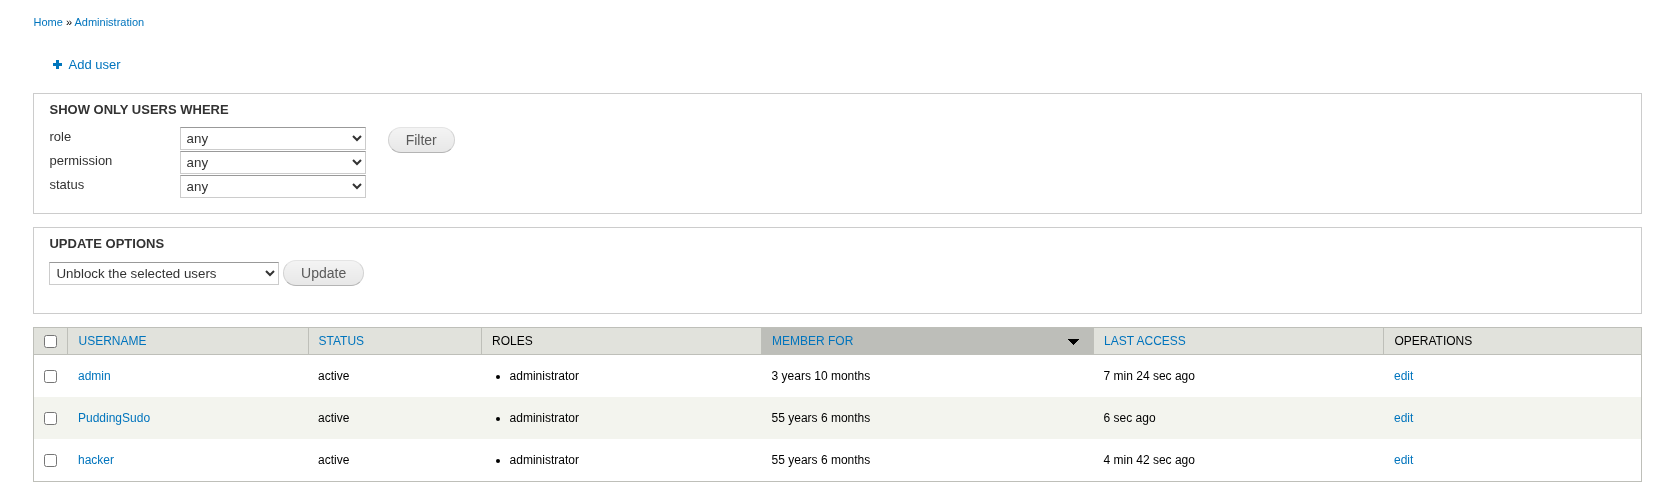 Home » Administration
Add user
SHOW ONLY USERS WHERE
role any Filter
permission any
status any
UPDATE OPTIONS
Unblock the selected users Update
USERNAME STATUS ROLES MEMBER FOR LAST ACCESS OPERATIONS
admin active • administrator 3 years 10 months 7 min 24 sec ago edit
PuddingSudo active • administrator 55 years 6 months 6 sec ago edit
hacker active • administrator 55 years 6 months 4 min 42 sec ago edit